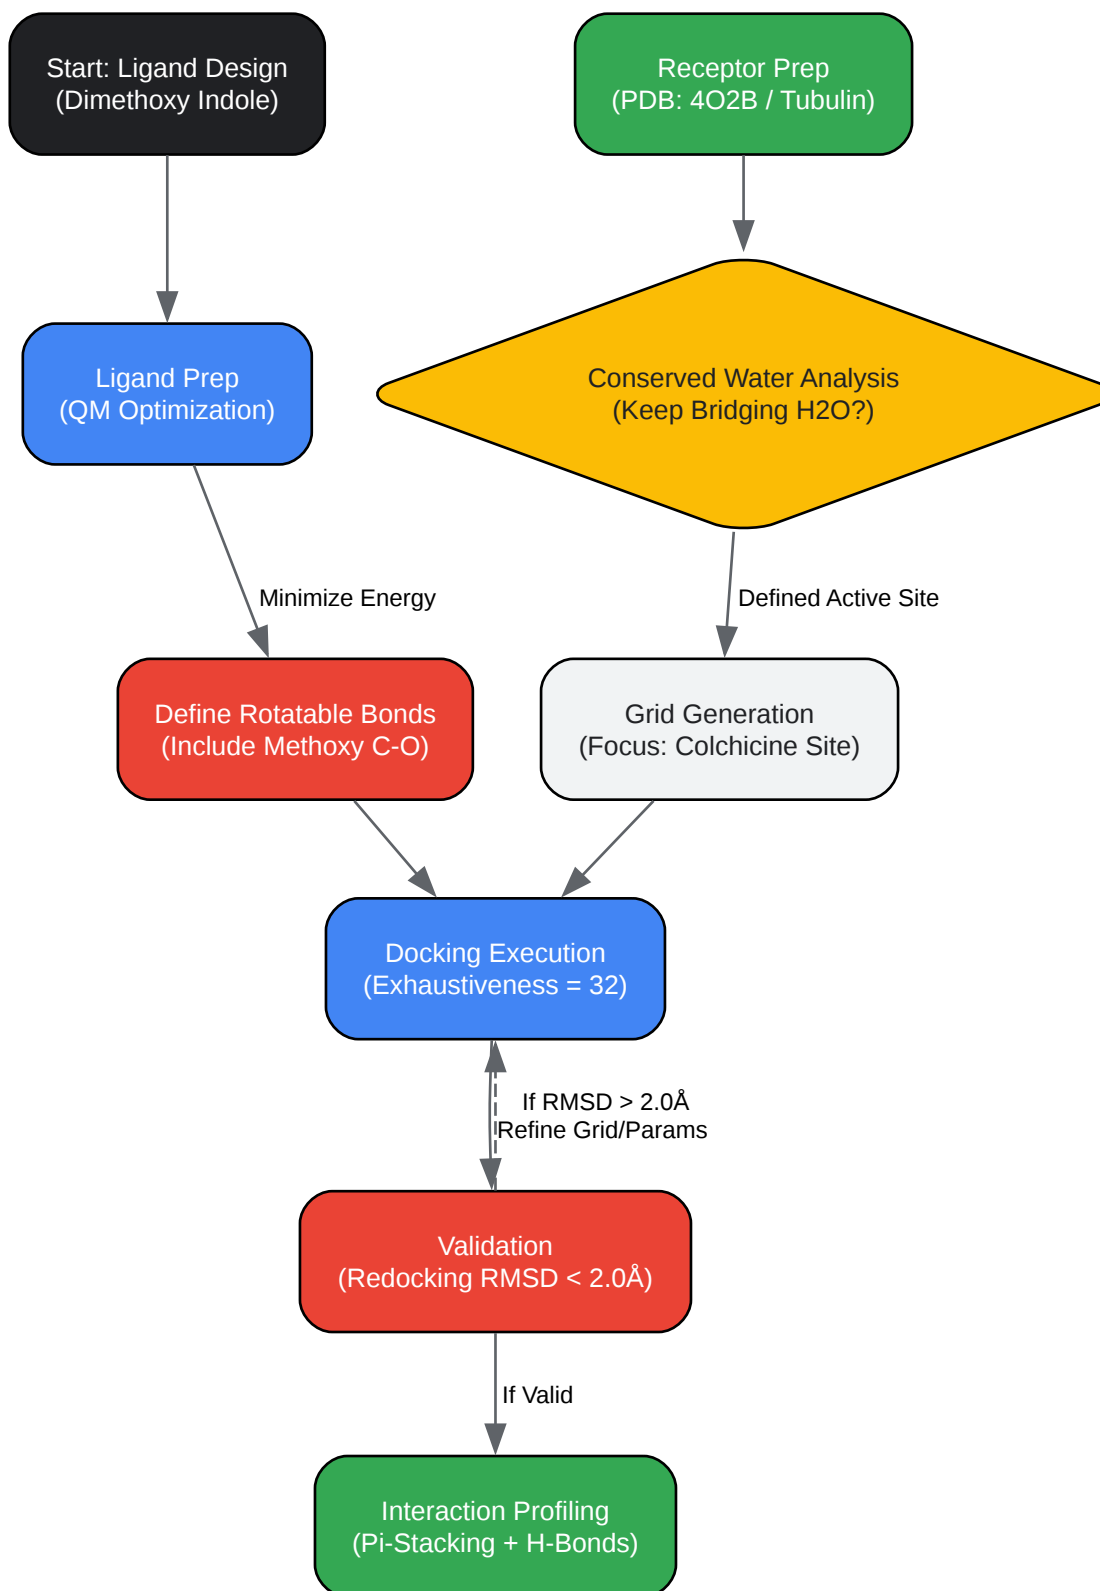 Start: Ligand Design
(Dimethoxy Indole)
Receptor Prep
(PDB: 4O2B / Tubulin)
Ligand Prep
(QM Optimization)
Conserved Water Analysis
(Keep Bridging H2O?)
Minimize Energy
Defined Active Site
Define Rotatable Bonds
(Include Methoxy C-O)
Grid Generation
(Focus: Colchicine Site)
Docking Execution
(Exhaustiveness = 32)
If RMSD > 2.0Å
Refine Grid/Params
Validation
(Redocking RMSD < 2.0Å)
If Valid
Interaction Profiling
(Pi-Stacking + H-Bonds)